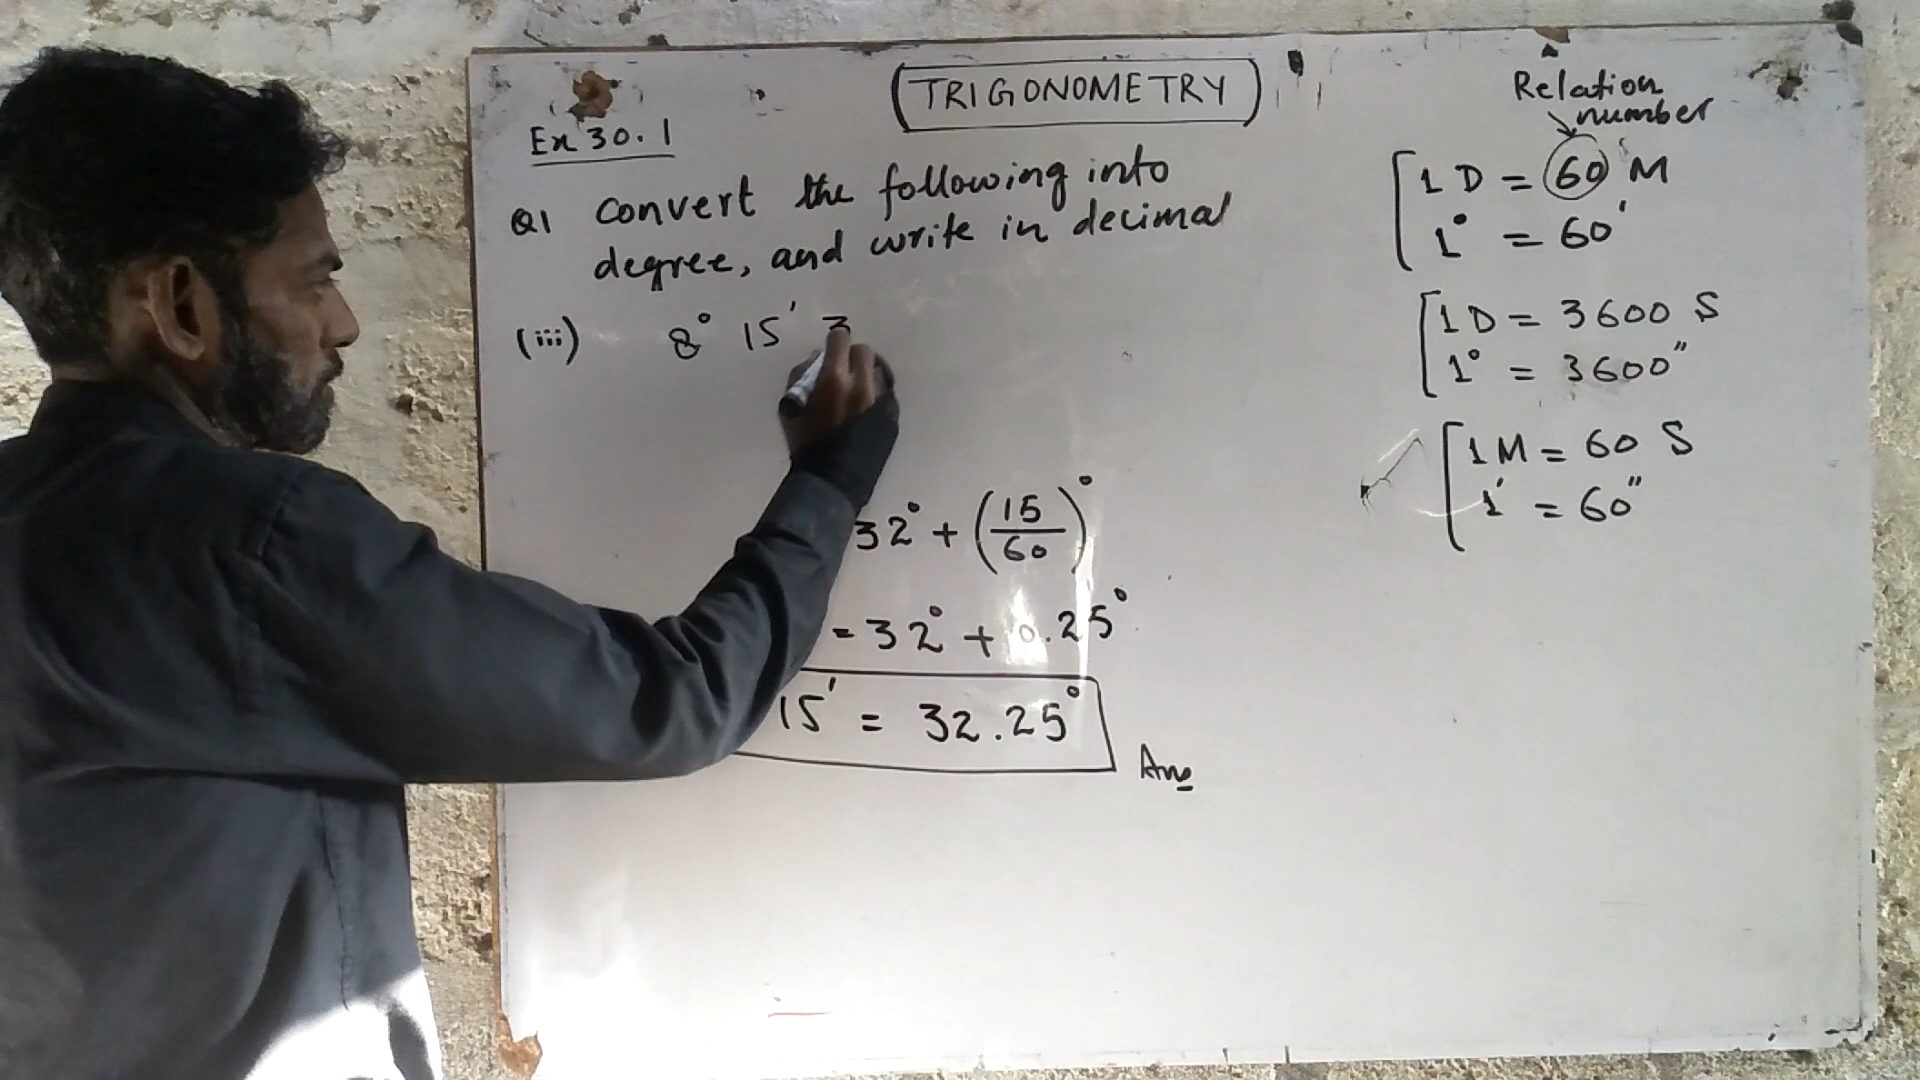 TRIGONOMETRY
Ex 30.1
Q1 Convert the following into
degree, and write in decimal
(iii) 8° 15' 3
32° + (15/60)°
= 32° + 0.25°
15' = 32.25°
Ans
Relation
number
1 D = 60 M
1° = 60'
1 D = 3600 S
1° = 3600"
1 M = 60 S
1' = 60"